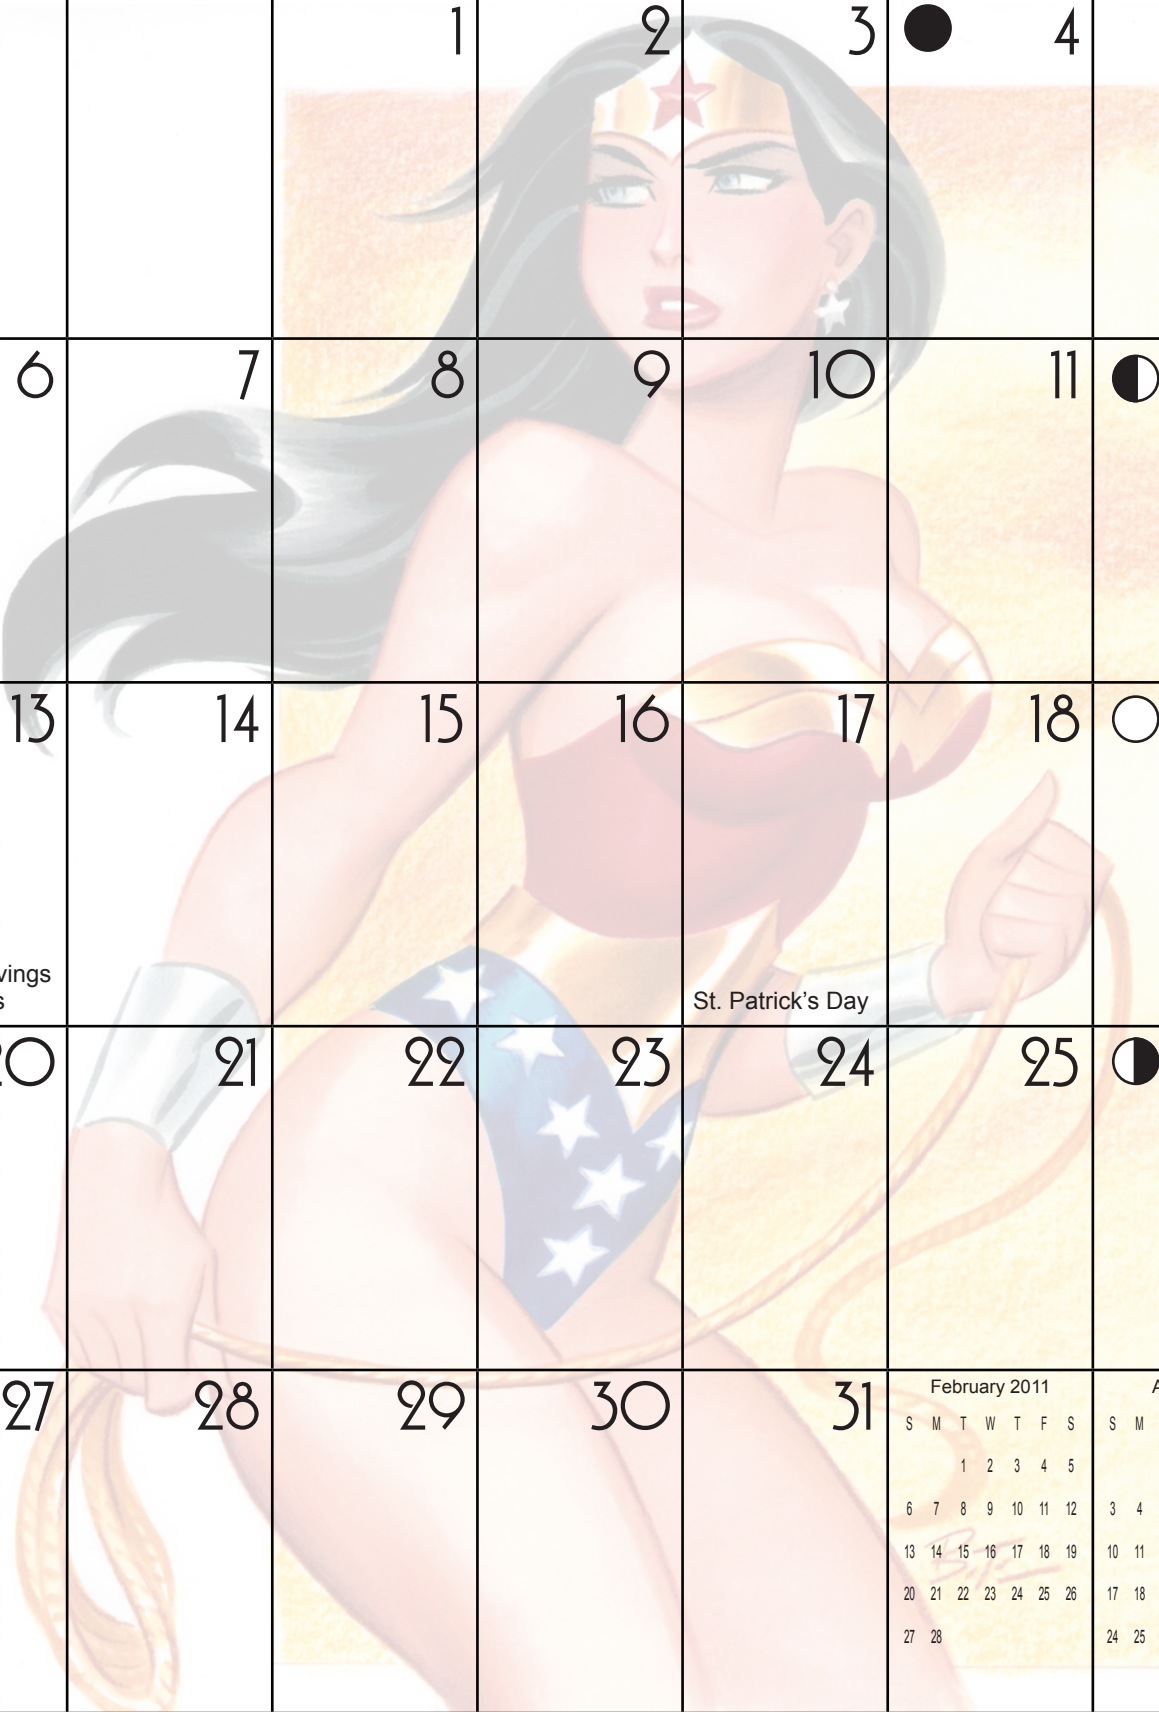 1 2 3 4
6 7 8 9 10 11
13 14 15 16 17 18
vings
s St. Patrick’s Day
0 21 22 23 24 25
27 28 29 30 31
February 2011 A
S M T W T F S S M
1 2 3 4 5
6 7 8 9 10 11 12 3 4
13 14 15 16 17 18 19 10 11
20 21 22 23 24 25 26 17 18
27 28 24 25